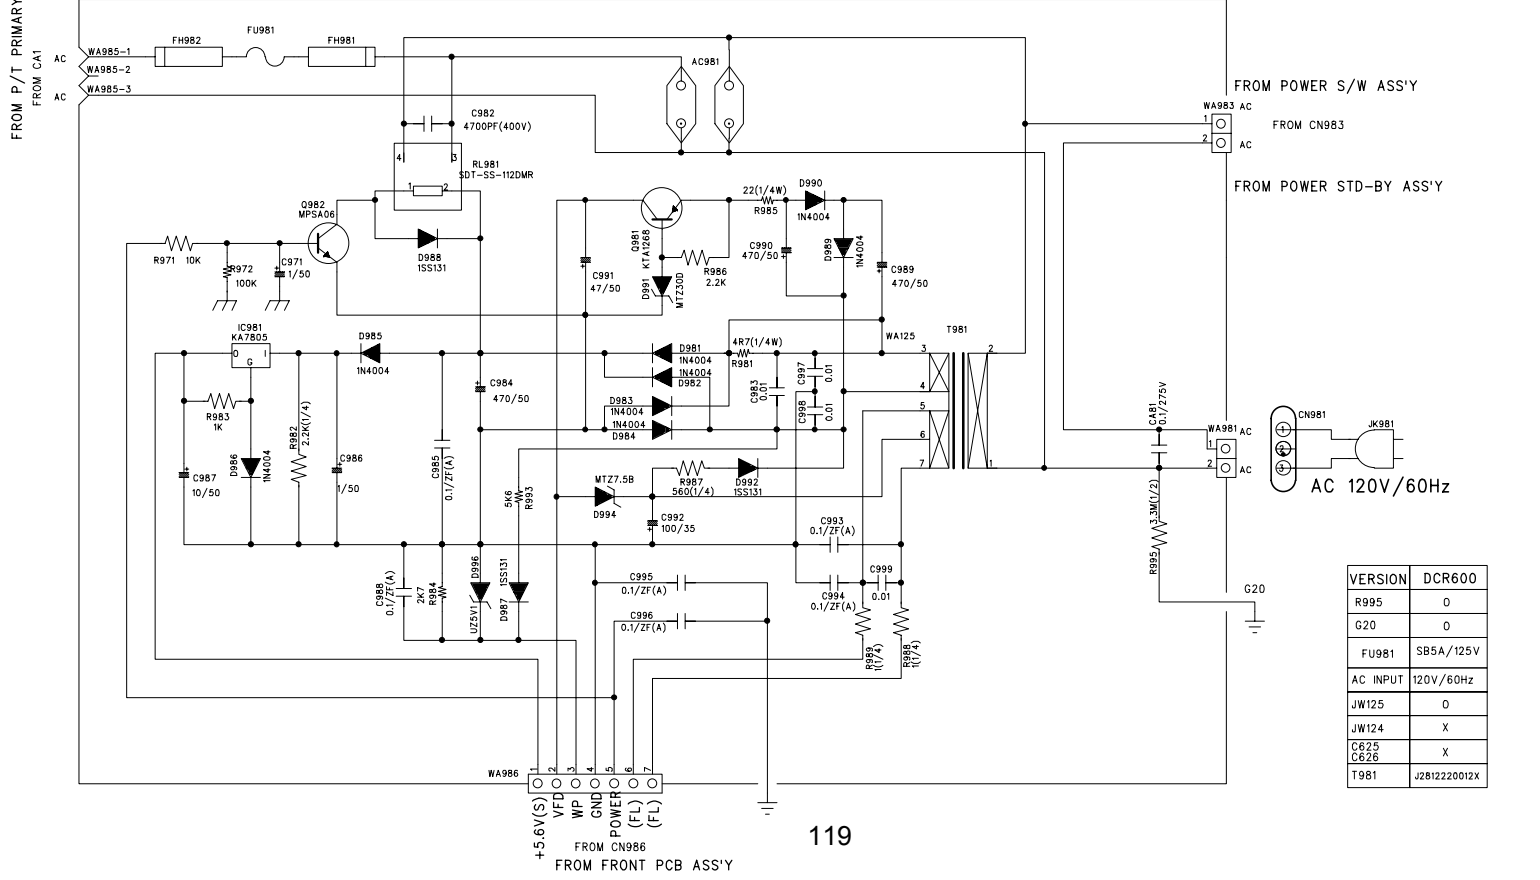 FROM P/T PRIMARY
FROM CA1
AC
WA985-1
WA985-2
AC
WA985-3
FH982
FU981
FH981
AC981
C982
4700PF(400V)
4
3
RL981
SDT-SS-112DMR
1
2
FROM POWER S/W ASS'Y
WA983 AC
1
FROM CN983
2
AC
FROM POWER STD-BY ASS'Y
Q982
MPSA06
R971
10K
R972
100K
C971
1/50
D988
1SS131
C991
47/50
Q981
KTA1268
D991
MTZ30D
R986
2.2K
22(1/4W)
R985
D990
1N4004
C990
470/50
D989
1N4004
C989
470/50
IC981
KA7805
O
I
G
D985
1N4004
C984
470/50
D981
1N4004
1N4004
D982
D983
1N4004
1N4004
D984
4R7(1/4W)
R981
C983
0.01
C997
0.01
C998
0.01
WA125
T981
3
2
4
5
6
7
1
R983
1K
D986
1N4004
R982
2.2K(1/4)
C987
10/50
C986
1/50
C985
0.1/ZF(A)
5K6
R993
MTZ7.5B
D994
R987
560(1/4)
D992
1SS131
C992
100/35
C993
0.1/ZF(A)
C994
0.1/ZF(A)
C999
0.01
C988
0.1/ZF(A)
2K7
R984
D996
UZ5V1
1SS131
D987
C995
0.1/ZF(A)
C996
0.1/ZF(A)
R989
1(1/4)
R988
1(1/4)
CA81
0.1/275V
WA981 AC
1
2
AC
CN981
1
2
3
JK981
AC 120V/60Hz
3.3M(1/2)
R995
G20
VERSION DCR600
R995 O
G20 O
FU981 SB5A/125V
AC INPUT 120V/60Hz
JW125 O
JW124 X
C625
C626 X
T981 J2812220012X
WA986
1 2 3 4 5 6 7
+5.6V(S)
VFD
WP
GND
POWER
(FL)
(FL)
FROM CN986
FROM FRONT PCB ASS'Y
119